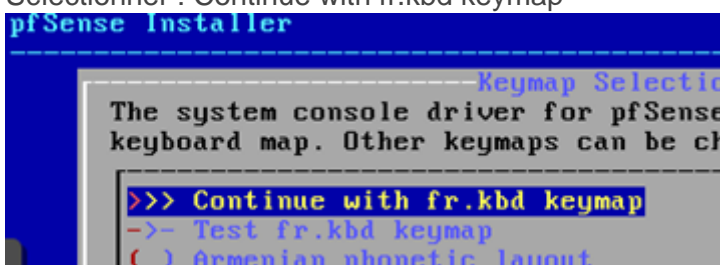 Sélectionner : Continue with fr.kbd keymap
pfSense Installer
Keymap Selectio
The system console driver for pfSense
keyboard map. Other keymaps can be ch
>>> Continue with fr.kbd keymap
->- Test fr.kbd keymap
( ) Armenian phonetic layout